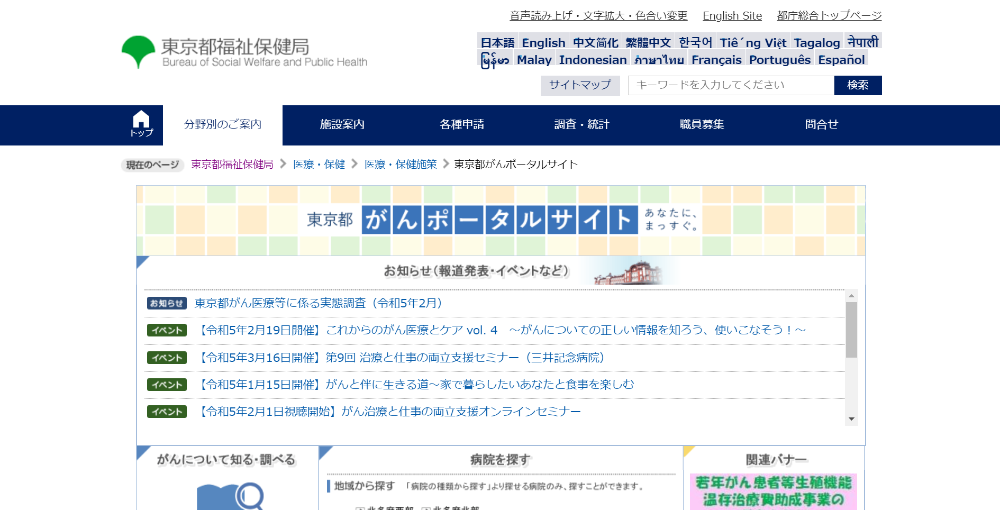 音声読み上げ・文字拡大・色合い変更 English Site 都庁総合トップページ
東京都福祉保健局
Bureau of Social Welfare and Public Health
日本語 English 中文简化 繁體中文 한국어 Tiê´ng Việt Tagalog नेपाली
မြန်မာ Malay Indonesian ภาษาไทย Français Português Español
サイトマップ キーワードを入力してください 検索
トップ 分野別のご案内 施設案内 各種申請 調査・統計 職員募集 問合せ
現在のページ 東京都福祉保健局 医療・保健 医療・保健施策 東京都がんポータルサイト
東京都 がんポータルサイト あなたに、
まっすぐ。
お知らせ(報道発表・イベントなど)
お知らせ 東京都がん医療等に係る実態調査（令和5年2月）
イベント 【令和5年2月19日開催】これからのがん医療とケア vol. 4　～がんについての正しい情報を知ろう、使いこなそう！～
イベント 【令和5年3月16日開催】第9回 治療と仕事の両立支援セミナー（三井記念病院）
イベント 【令和5年1月15日開催】がんと伴に生きる道～家で暮らしたいあなたと食事を楽しむ
イベント 【令和5年2月1日視聴開始】がん治療と仕事の両立支援オンラインセミナー
がんについて知る・調べる 病院を探す 関連バナー
地域から探す 「病院の種類から探す」より探せる病院のみ、探すことができます。
若年がん患者等生殖機能
温存治療費助成事業の
北多摩西部 北多摩北部